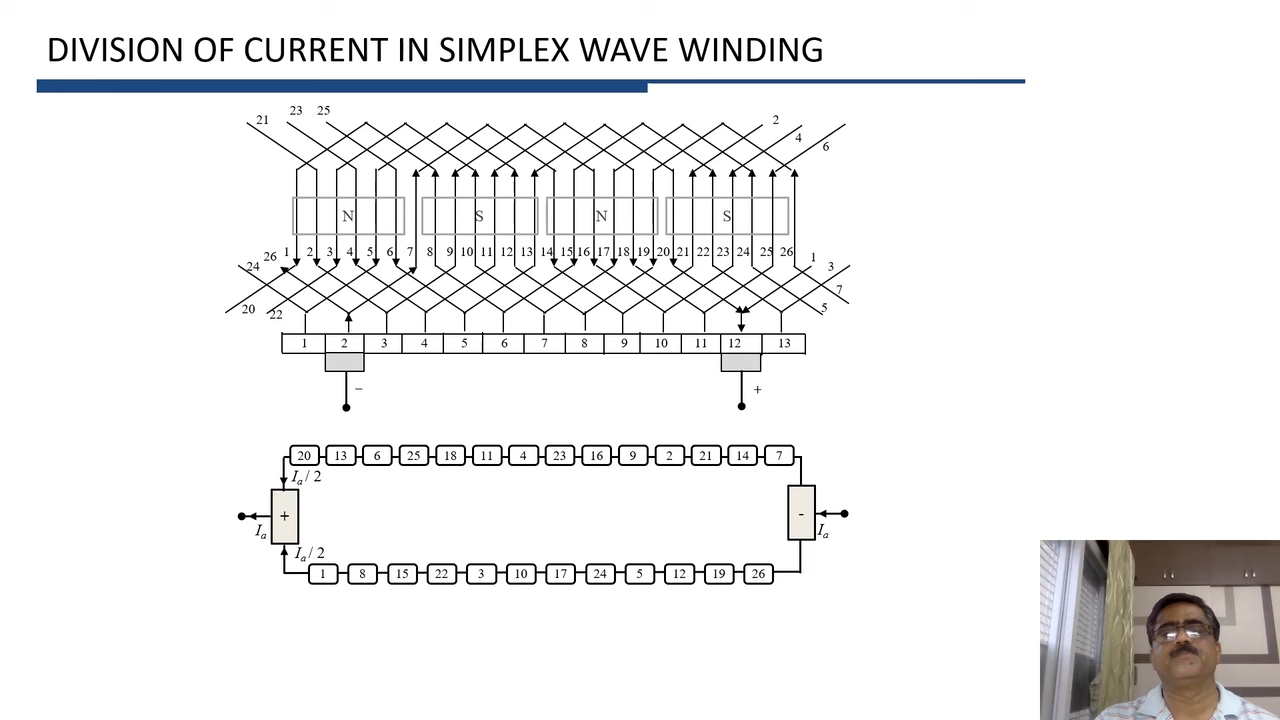 DIVISION OF CURRENT IN SIMPLEX WAVE WINDING
21 23 25 2 4 6
N S N S
24 26 1 2 3 4 5 6 7 8 9 10 11 12 13 14 15 16 17 18 19 20 21 22 23 24 25 26 1 3
20 22 5 7
1 2 3 4 5 6 7 8 9 10 11 12 13
– +
20 13 6 25 18 11 4 23 16 9 2 21 14 7
Ia / 2
+ -
Ia Ia
Ia / 2
1 8 15 22 3 10 17 24 5 12 19 26